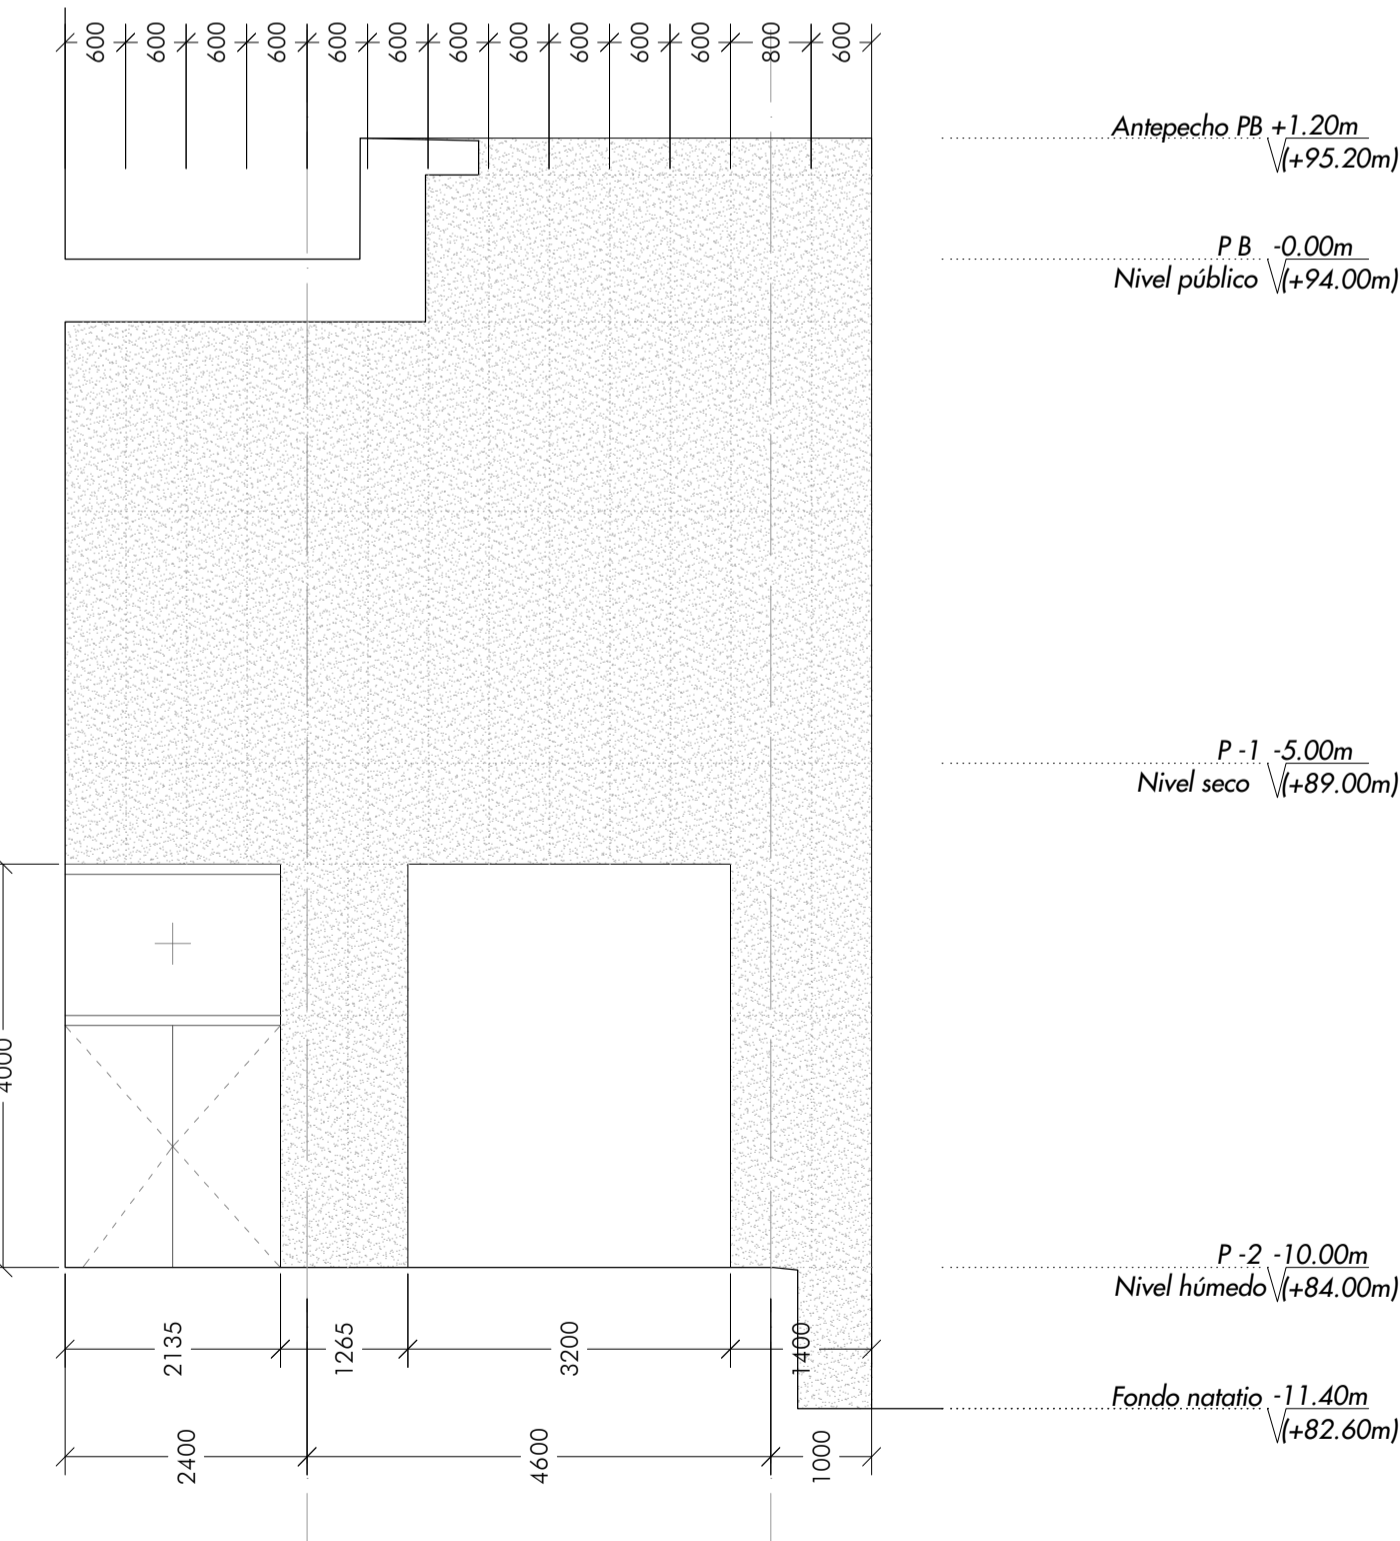 600 600 600 600 600 600 600 600 600 600 600 800 600
Antepecho PB +1.20m
(+95.20m)
P B -0.00m
Nivel público (+94.00m)
P -1 -5.00m
Nivel seco (+89.00m)
4000
P -2 -10.00m
Nivel húmedo (+84.00m)
2135 1265 3200 1400
Fondo natatio -11.40m
(+82.60m)
2400 4600 1000